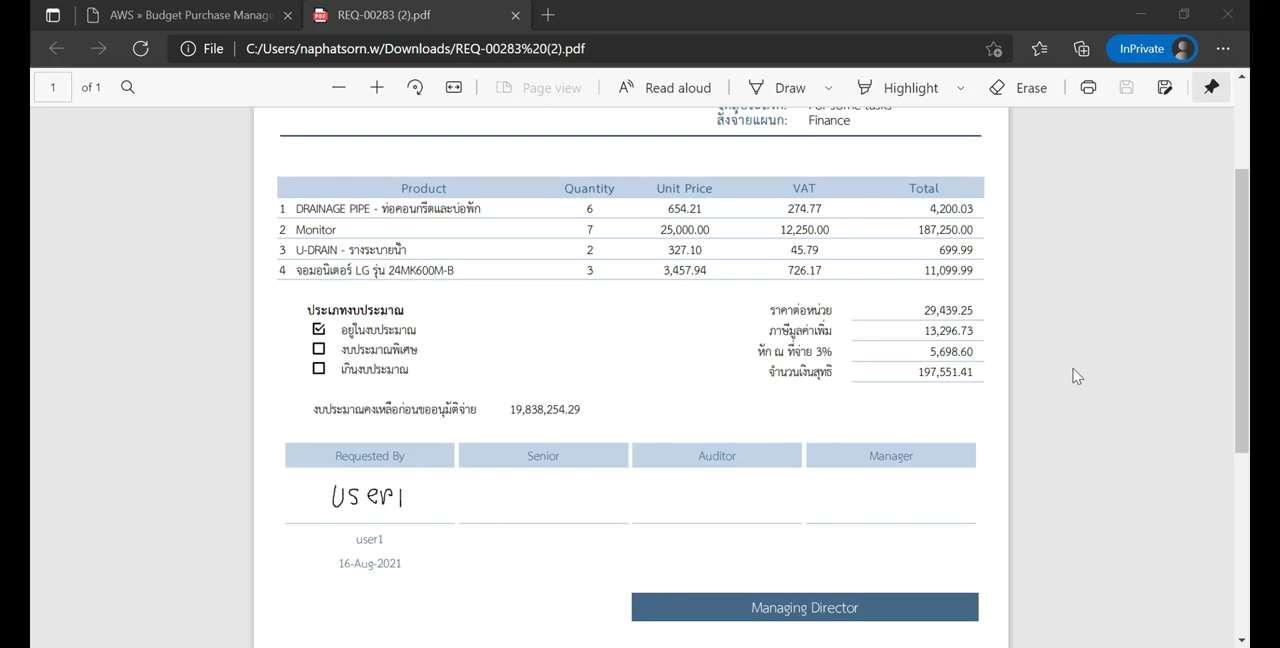 AWS » Budget Purchase Manage
REQ-00283 (2).pdf
File C:/Users/naphatsorn.w/Downloads/REQ-00283%20(2).pdf
InPrivate
1 of 1 Page view Read aloud Draw Highlight Erase
สั่งจ่ายแผนก: Finance
Product Quantity Unit Price VAT Total
1 DRAINAGE PIPE - ท่อคอนกรีตและบ่อพัก 6 654.21 274.77 4,200.03
2 Monitor 7 25,000.00 12,250.00 187,250.00
3 U-DRAIN - รางระบายน้ำ 2 327.10 45.79 699.99
4 จอมอนิเตอร์ LG รุ่น 24MK600M-B 3 3,457.94 726.17 11,099.99
ประเภทงบประมาณ ราคาต่อหน่วย 29,439.25
อยู่ในงบประมาณ ภาษีมูลค่าเพิ่ม 13,296.73
งบประมาณพิเศษ หัก ณ ที่จ่าย 3% 5,698.60
เกินงบประมาณ จำนวนเงินสุทธิ 197,551.41
งบประมาณคงเหลือก่อนขออนุมัติจ่าย 19,838,254.29
Requested By Senior Auditor Manager
user1
user1
16-Aug-2021
Managing Director